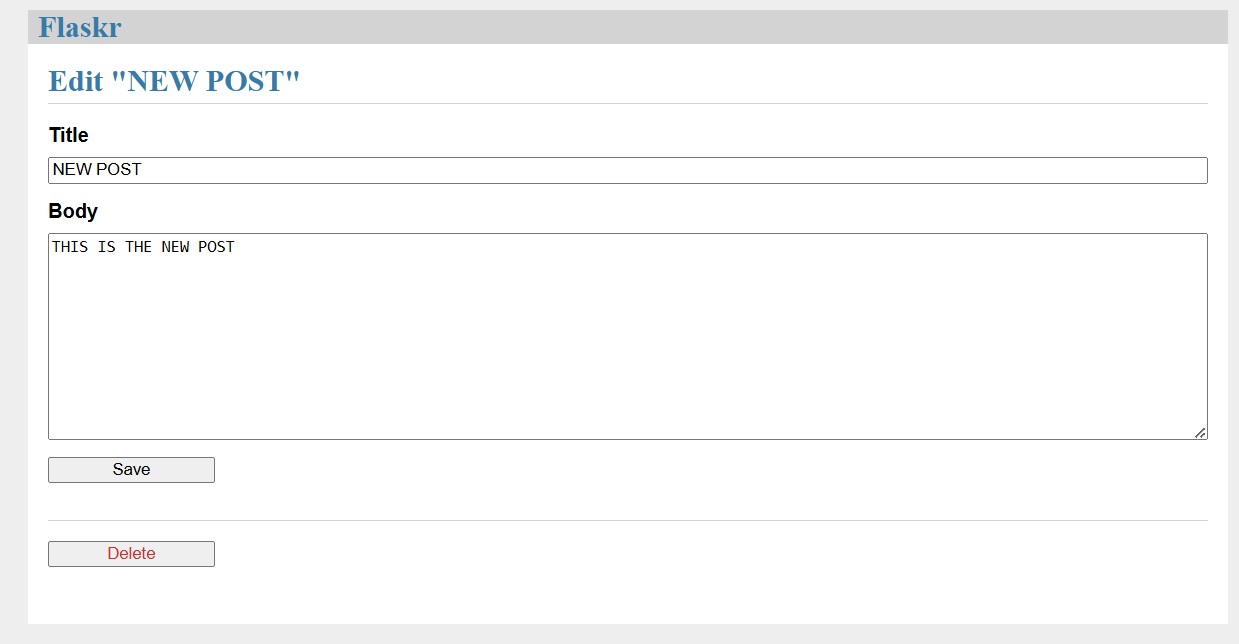 Flaskr
Edit "NEW POST"
Title
NEW POST
Body
THIS IS THE NEW POST
Save
Delete